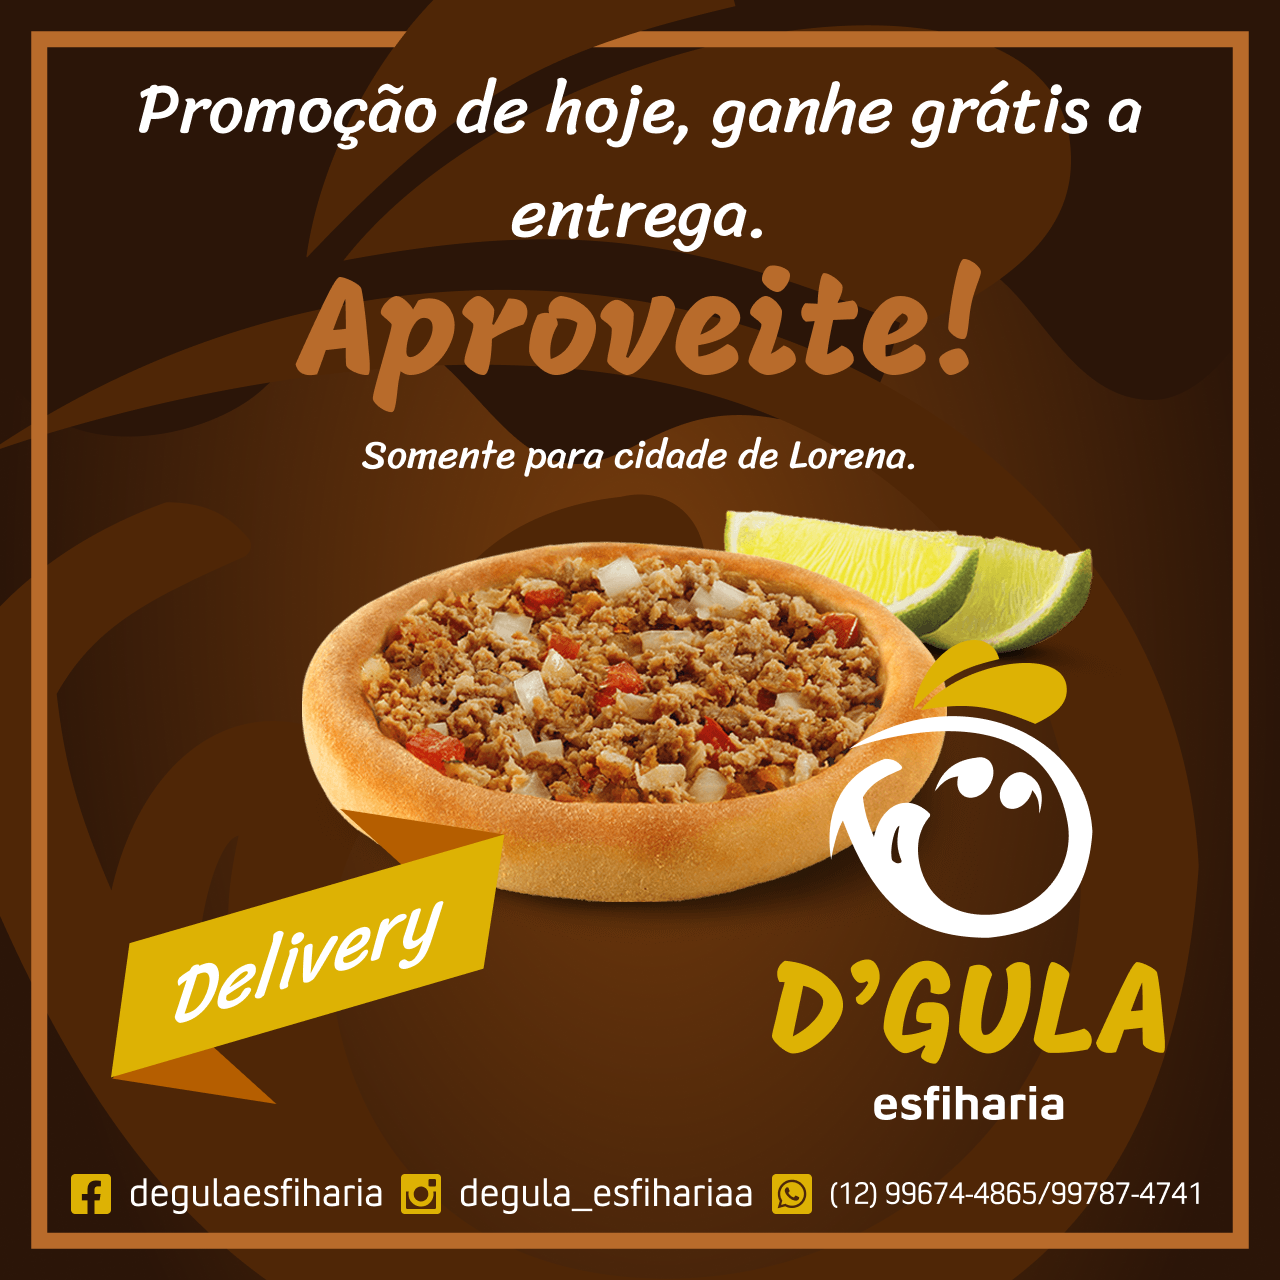 Promoção de hoje, ganhe grátis a
entrega.
Aproveite!
Somente para cidade de Lorena.
Delivery
D'GULA
esfiharia
degulaesfiharia degula_esfihariaa (12) 99674-4865/99787-4741